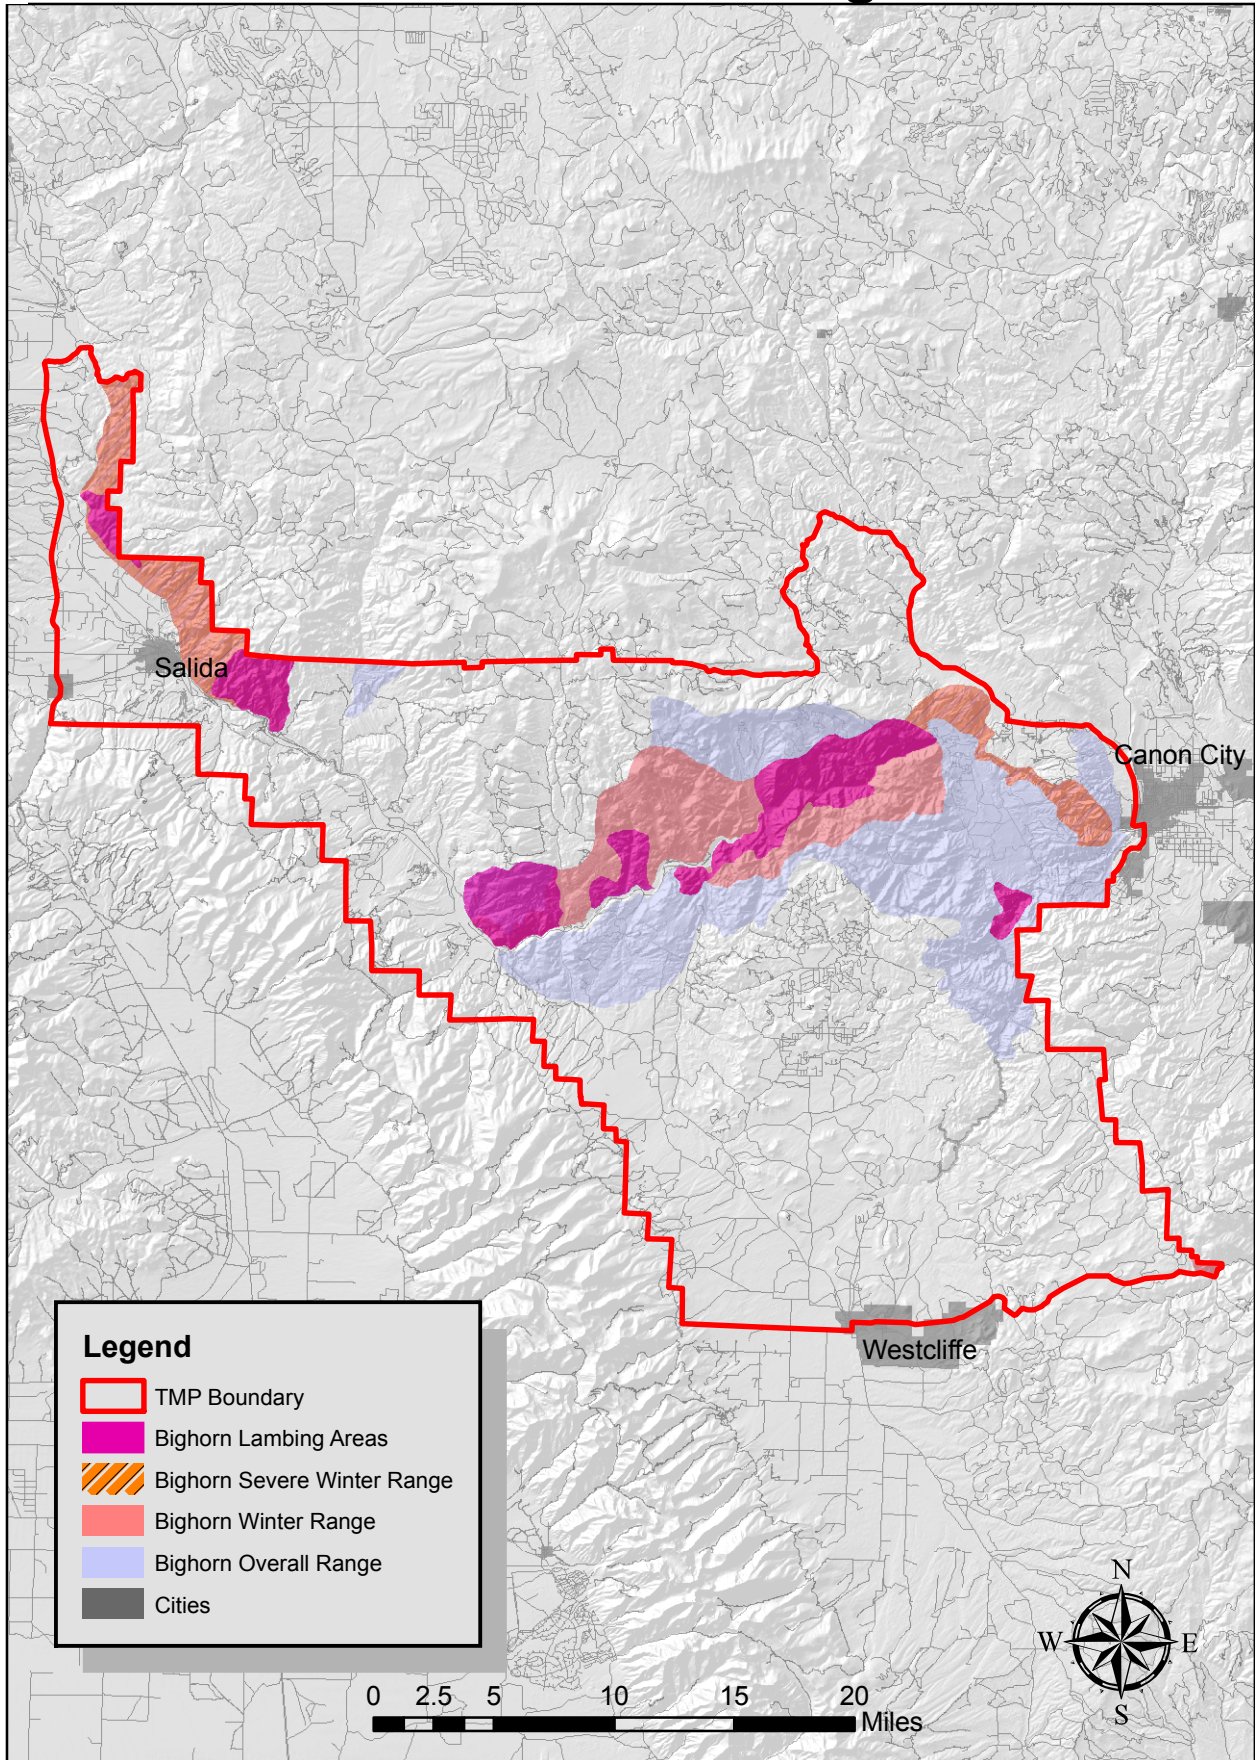 Salida
Canon City
Westcliffe
Legend
TMP Boundary
Bighorn Lambing Areas
Bighorn Severe Winter Range
Bighorn Winter Range
Bighorn Overall Range
Cities
N
W E
S
0 2.5 5 10 15 20
Miles